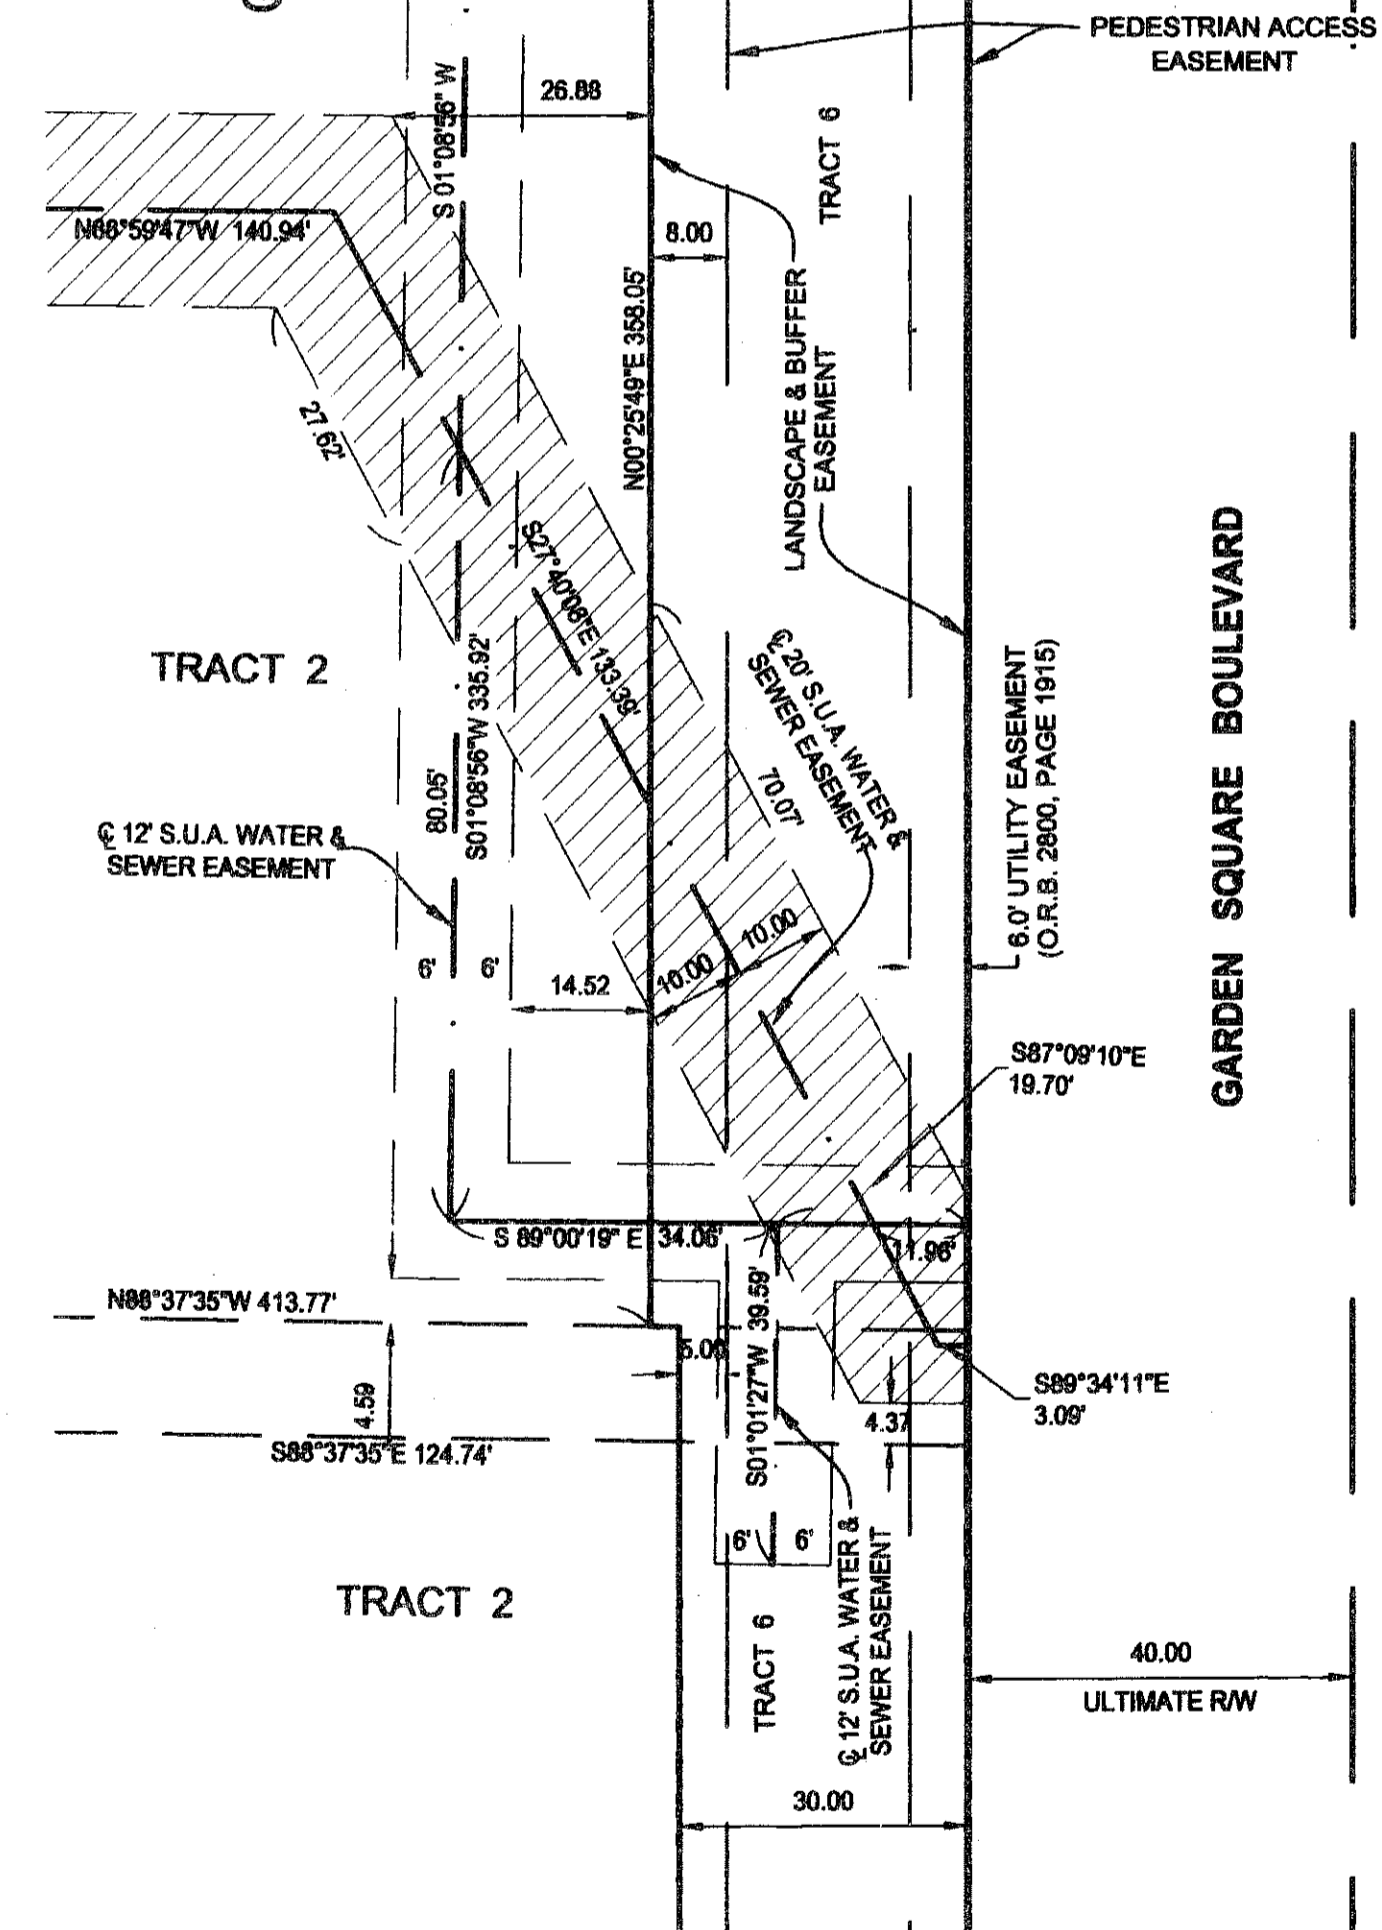 PEDESTRIAN ACCESS
EASEMENT
26.88
S 01°08'56" W
TRACT 6
N88°59'47"W 140.94'
8.00
N00°25'49"E 358.05'
LANDSCAPE & BUFFER
EASEMENT
27.62'
S27°40'08"E 133.39'
TRACT 2
℄ 20' S.U.A. WATER &
SEWER EASEMENT
70.07'
GARDEN SQUARE BOULEVARD
6.0' UTILITY EASEMENT
(O.R.B. 2800, PAGE 1915)
80.05'
S01°08'56"W 335.92'
℄ 12' S.U.A. WATER &
SEWER EASEMENT
6'
6'
14.52
10.00
10.00
S87°09'10"E
19.70'
S 89°00'19" E
34.06'
11.96'
N88°37'35"W 413.77'
5.00
S01°01'27"W 39.59'
4.59
S89°34'11"E
3.09'
4.37
S88°37'35"E 124.74'
6'
6'
TRACT 2
TRACT 6
℄ 12' S.U.A. WATER &
SEWER EASEMENT
40.00
ULTIMATE R/W
30.00